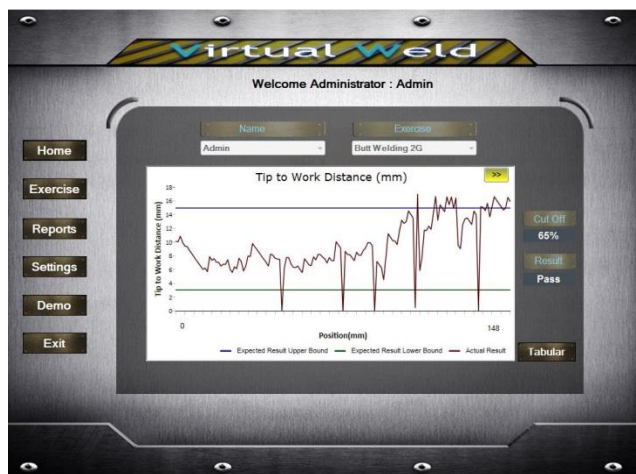 Virtual Weld
Welcome Administrator : Admin
Name
Exercise
Admin
Butt Welding 2G
Home
Exercise
Reports
Settings
Demo
Exit
Tip to Work Distance (mm)
>>
Tip to Work Distance (mm)
18
16
14
12
10
8
6
4
2
0
0
148
Position(mm)
Expected Result Upper Bound
Expected Result Lower Bound
Actual Result
Cut Off
65%
Result
Pass
Tabular